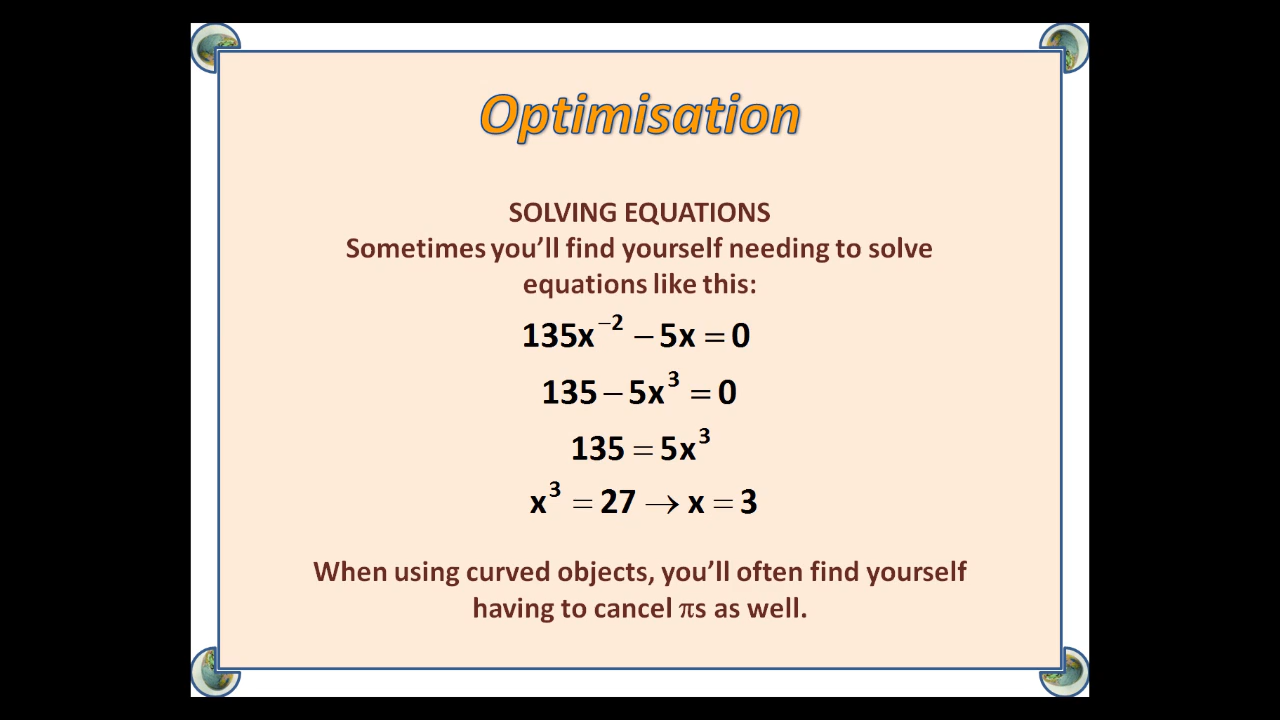 Optimisation
SOLVING EQUATIONS
Sometimes you’ll find yourself needing to solve
equations like this:
135x⁻² − 5x = 0
135 − 5x³ = 0
135 = 5x³
x³ = 27 → x = 3
When using curved objects, you’ll often find yourself
having to cancel πs as well.